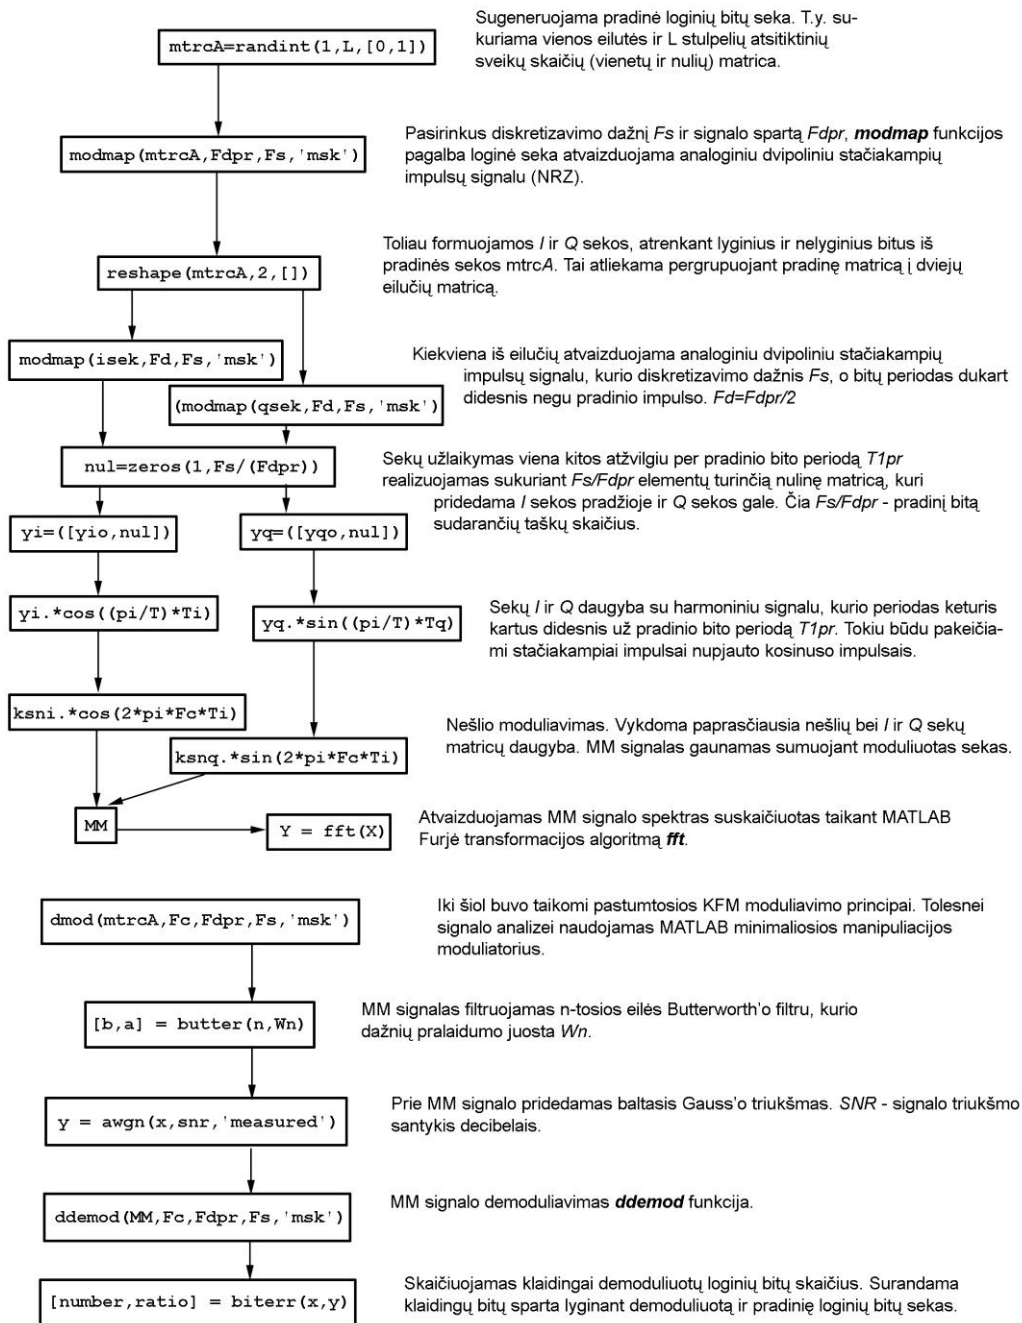 Sugeneruojama pradinė loginių bitų seka. T.y. su-
kuriama vienos eilutės ir L stulpelių atsitiktinių
sveikų skaičių (vienetų ir nulių) matrica.
mtrcA=randint(1,L,[0,1])
Pasirinkus diskretizavimo dažnį Fs ir signalo spartą Fdpr, modmap funkcijos
pagalba loginė seka atvaizduojama analoginiu dvipoliniu stačiakampių
impulsų signalu (NRZ).
modmap(mtrcA,Fdpr,Fs,'msk')
Toliau formuojamos I ir Q sekos, atrenkant lyginius ir nelyginius bitus iš
pradinės sekos mtrcA. Tai atliekama pergrupuojant pradinę matricą į dviejų
eilučių matricą.
reshape(mtrcA,2,[])
modmap(isek,Fd,Fs,'msk')
Kiekviena iš eilučių atvaizduojama analoginiu dvipoliniu stačiakampių
impulsų signalu, kurio diskretizavimo dažnis Fs, o bitų periodas dukart
didesnis negu pradinio impulso. Fd=Fdpr/2
(modmap(qsek,Fd,Fs,'msk')
nul=zeros(1,Fs/(Fdpr))
Sekų užlaikymas viena kitos atžvilgiu per pradinio bito periodą T1pr
realizuojamas sukuriant Fs/Fdpr elementų turinčią nulinę matricą, kuri
pridedama I sekos pradžioje ir Q sekos gale. Čia Fs/Fdpr - pradinį bitą
sudarančių taškų skaičius.
yi=([yio,nul])
yq=([yqo,nul])
yi.*cos((pi/T)*Ti)
yq.*sin((pi/T)*Tq)
Sekų I ir Q daugyba su harmoniniu signalu, kurio periodas keturis
kartus didesnis už pradinio bito periodą T1pr. Tokiu būdu pakeičia-
mi stačiakampiai impulsai nupjauto kosinuso impulsais.
ksni.*cos(2*pi*Fc*Ti)
ksnq.*sin(2*pi*Fc*Ti)
Nešlio moduliavimas. Vykdoma paprasčiausia nešlių bei I ir Q sekų
matricų daugyba. MM signalas gaunamas sumuojant moduliuotas sekas.
MM
Y = fft(X)
Atvaizduojamas MM signalo spektras suskaičiuotas taikant MATLAB
Furjė transformacijos algoritmą fft.
dmod(mtrcA,Fc,Fdpr,Fs,'msk')
Iki šiol buvo taikomi pastumtosios KFM moduliavimo principai. Tolesnei
signalo analizei naudojamas MATLAB minimaliosios manipuliacijos
moduliatorius.
[b,a] = butter(n,Wn)
MM signalas filtruojamas n-tosios eilės Butterworth'o filtru, kurio
dažnių pralaidumo juosta Wn.
y = awgn(x,snr,'measured')
Prie MM signalo pridedamas baltasis Gauss'o triukšmas. SNR - signalo triukšmo
santykis decibelais.
ddemod(MM,Fc,Fdpr,Fs,'msk')
MM signalo demoduliavimas ddemod funkcija.
[number,ratio] = biterr(x,y)
Skaičiuojamas klaidingai demoduliuotų loginių bitų skaičius. Surandama
klaidingų bitų sparta lyginant demoduliuotą ir pradinię loginių bitų sekas.